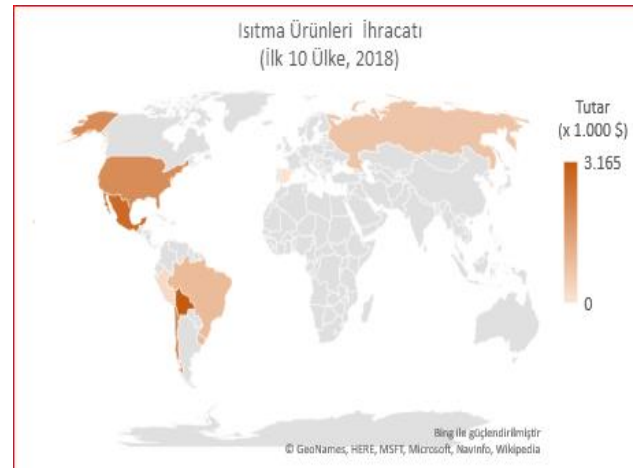 Isıtma Ürünleri İhracatı
(İlk 10 Ülke, 2018)
Tutar
(x 1.000 $)
3.165
0
Bing ile güçlendirilmiştir
© GeoNames, HERE, MSFT, Microsoft, NavInfo, Wikipedia